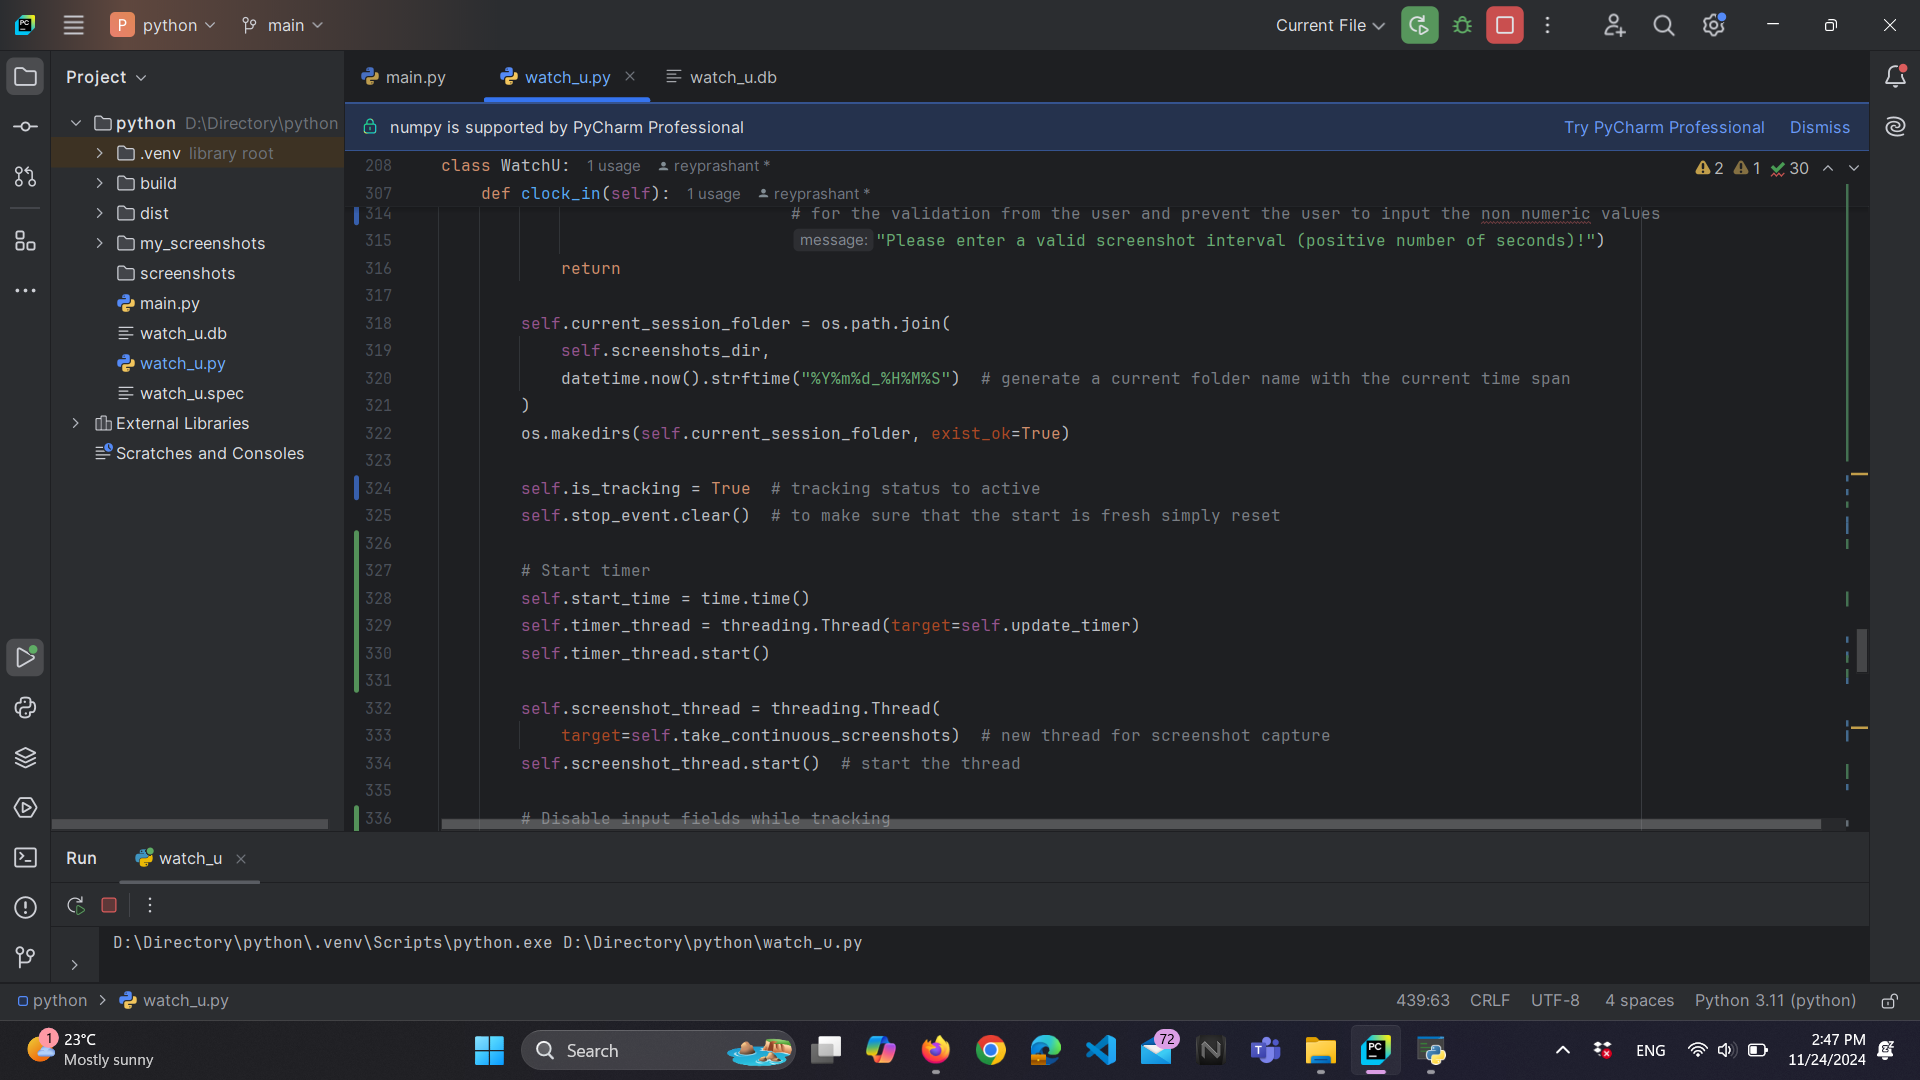 PC
P python
main
Current File
Project
main.py
watch_u.py
watch_u.db
numpy is supported by PyCharm Professional
Try PyCharm Professional
Dismiss
python D:\Directory\python
.venv library root
build
dist
my_screenshots
screenshots
main.py
watch_u.db
watch_u.py
watch_u.spec
External Libraries
Scratches and Consoles
2 1 30
208 class WatchU: 1 usage reyprashant *
307 def clock_in(self): 1 usage reyprashant *
314 # for the validation from the user and prevent the user to input the non numeric values
315 message: "Please enter a valid screenshot interval (positive number of seconds)!")
316 return
317
318 self.current_session_folder = os.path.join(
319 self.screenshots_dir,
320 datetime.now().strftime("%Y%m%d_%H%M%S") # generate a current folder name with the current time span
321 )
322 os.makedirs(self.current_session_folder, exist_ok=True)
323
324 self.is_tracking = True # tracking status to active
325 self.stop_event.clear() # to make sure that the start is fresh simply reset
326
327 # Start timer
328 self.start_time = time.time()
329 self.timer_thread = threading.Thread(target=self.update_timer)
330 self.timer_thread.start()
331
332 self.screenshot_thread = threading.Thread(
333 target=self.take_continuous_screenshots) # new thread for screenshot capture
334 self.screenshot_thread.start() # start the thread
335
336 # Disable input fields while tracking
Run
watch_u
D:\Directory\python\.venv\Scripts\python.exe D:\Directory\python\watch_u.py
python > watch_u.py
439:63 CRLF UTF-8 4 spaces Python 3.11 (python)
1
23°C
Mostly sunny
Search
72
N
T
PC
ENG
2:47 PM
11/24/2024